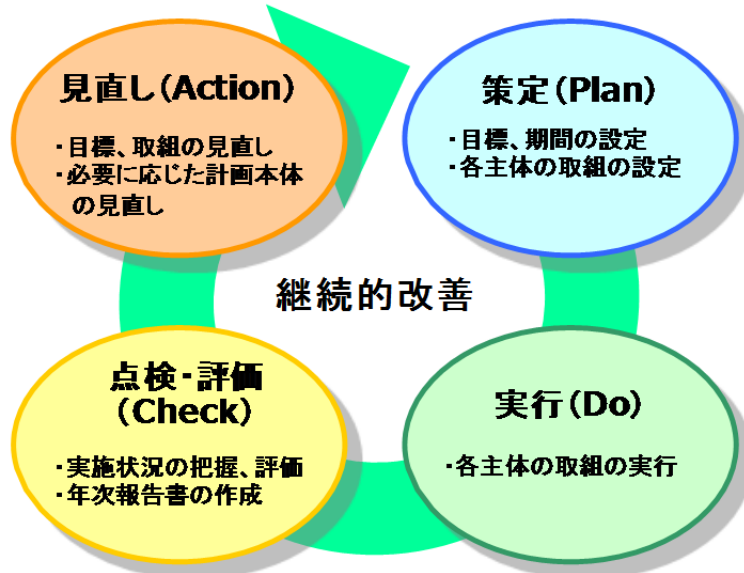 見直し(Action)
・目標、取組の見直し
・必要に応じた計画本体
の見直し
策定(Plan)
・目標、期間の設定
・各主体の取組の設定
継続的改善
点検・評価
(Check)
・実施状況の把握、評価
・年次報告書の作成
実行(Do)
・各主体の取組の実行